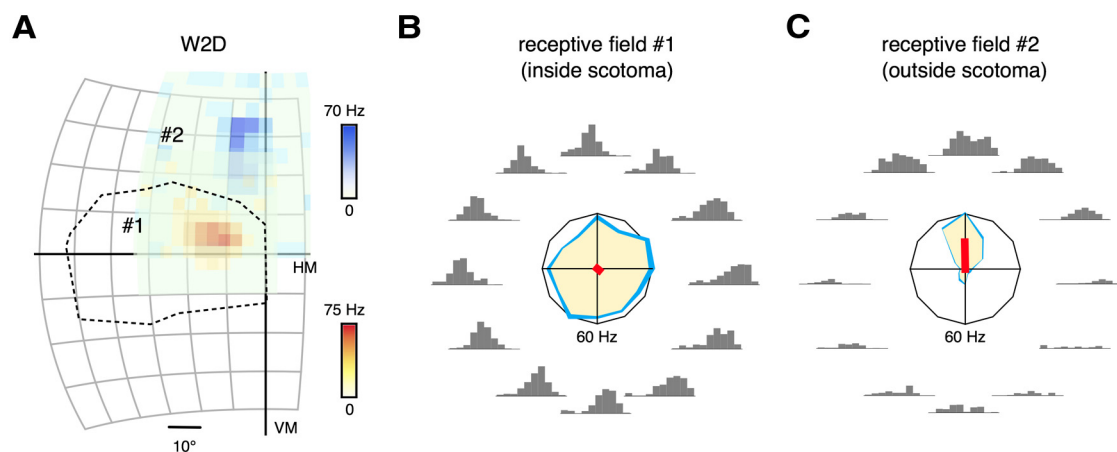 A
W2D
#2
#1
HM
VM
10°
70 Hz
0
75 Hz
0
B
receptive field #1
(inside scotoma)
60 Hz
C
receptive field #2
(outside scotoma)
60 Hz